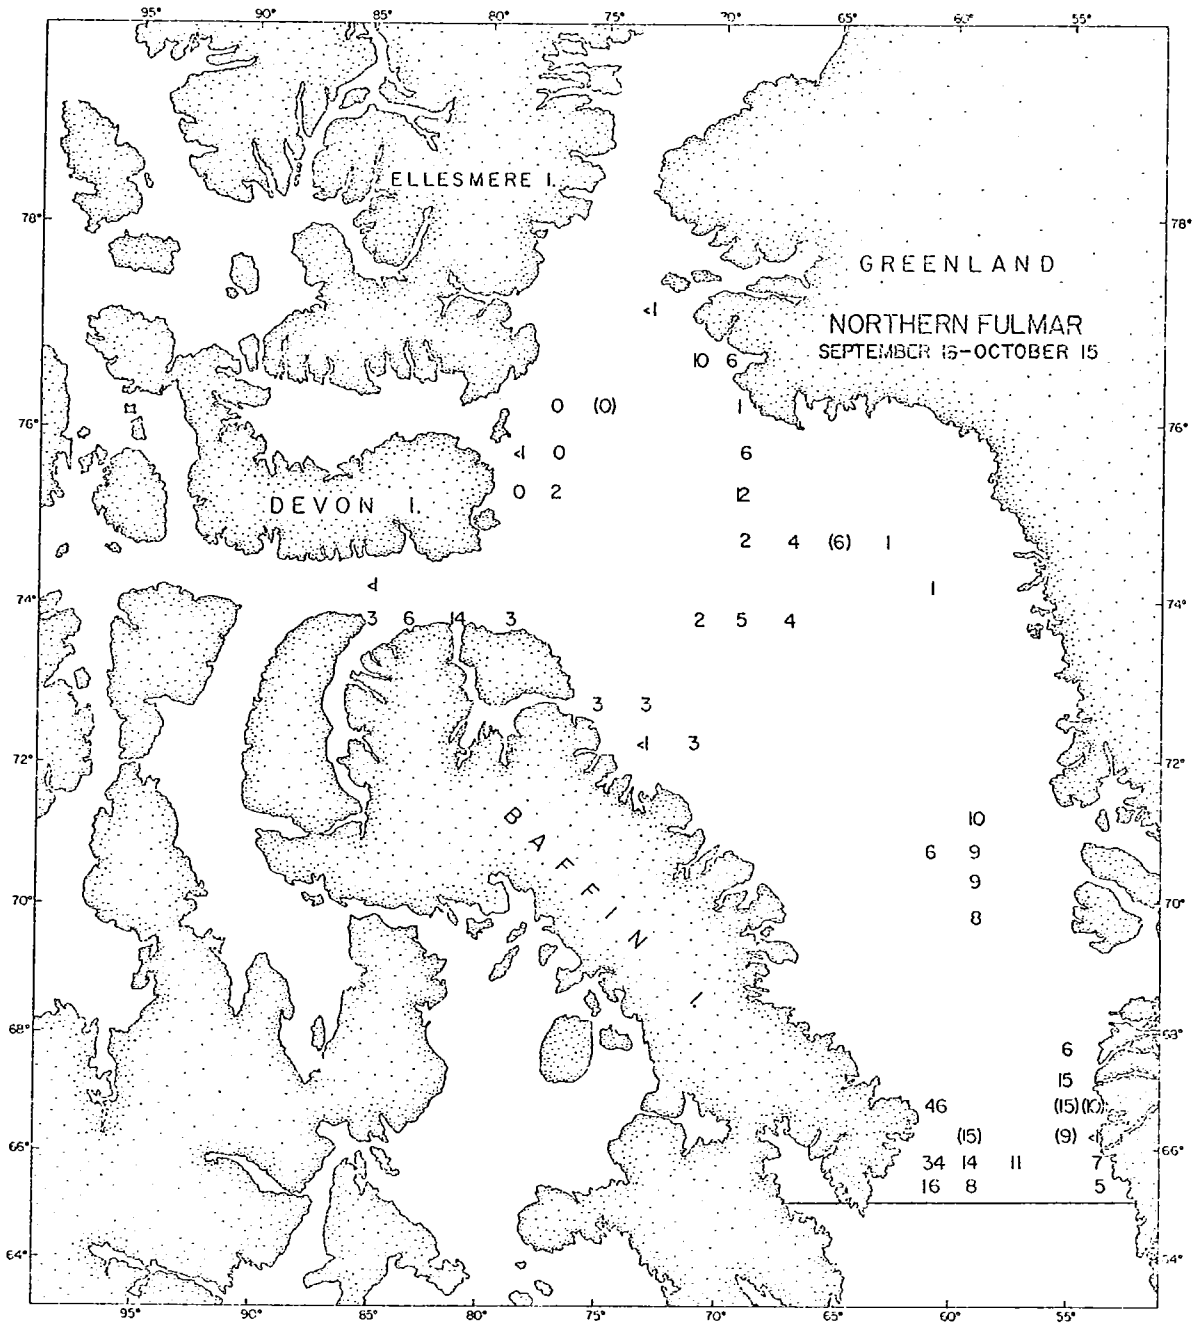 95° 90° 85° 80° 75° 70° 65° 60° 55°
ELLESMERE I.
78° 78°
GREENLAND
<1
NORTHERN FULMAR
SEPTEMBER 16-OCTOBER 15
10 6
0 (0) 1
76° 76°
<1 0 6
DEVON I.
0 2 12
2 4 (6) 1
<1 1
74° 74°
3 6 14 3 2 5 4
3 3
<1 3
72° 72°
BAFFIN I.
10
6 9
9
70° 70°
8
68° 68°
6
15
46 (15) (10)
(15) (9) <1
66° 66°
34 14 11 7
16 8 5
64° 64°
95° 90° 85° 80° 75° 70° 65° 60° 55°